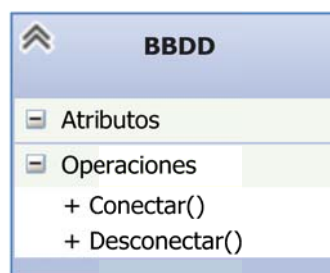 BBDD
Atributos
Operaciones
+ Conectar()
+ Desconectar()